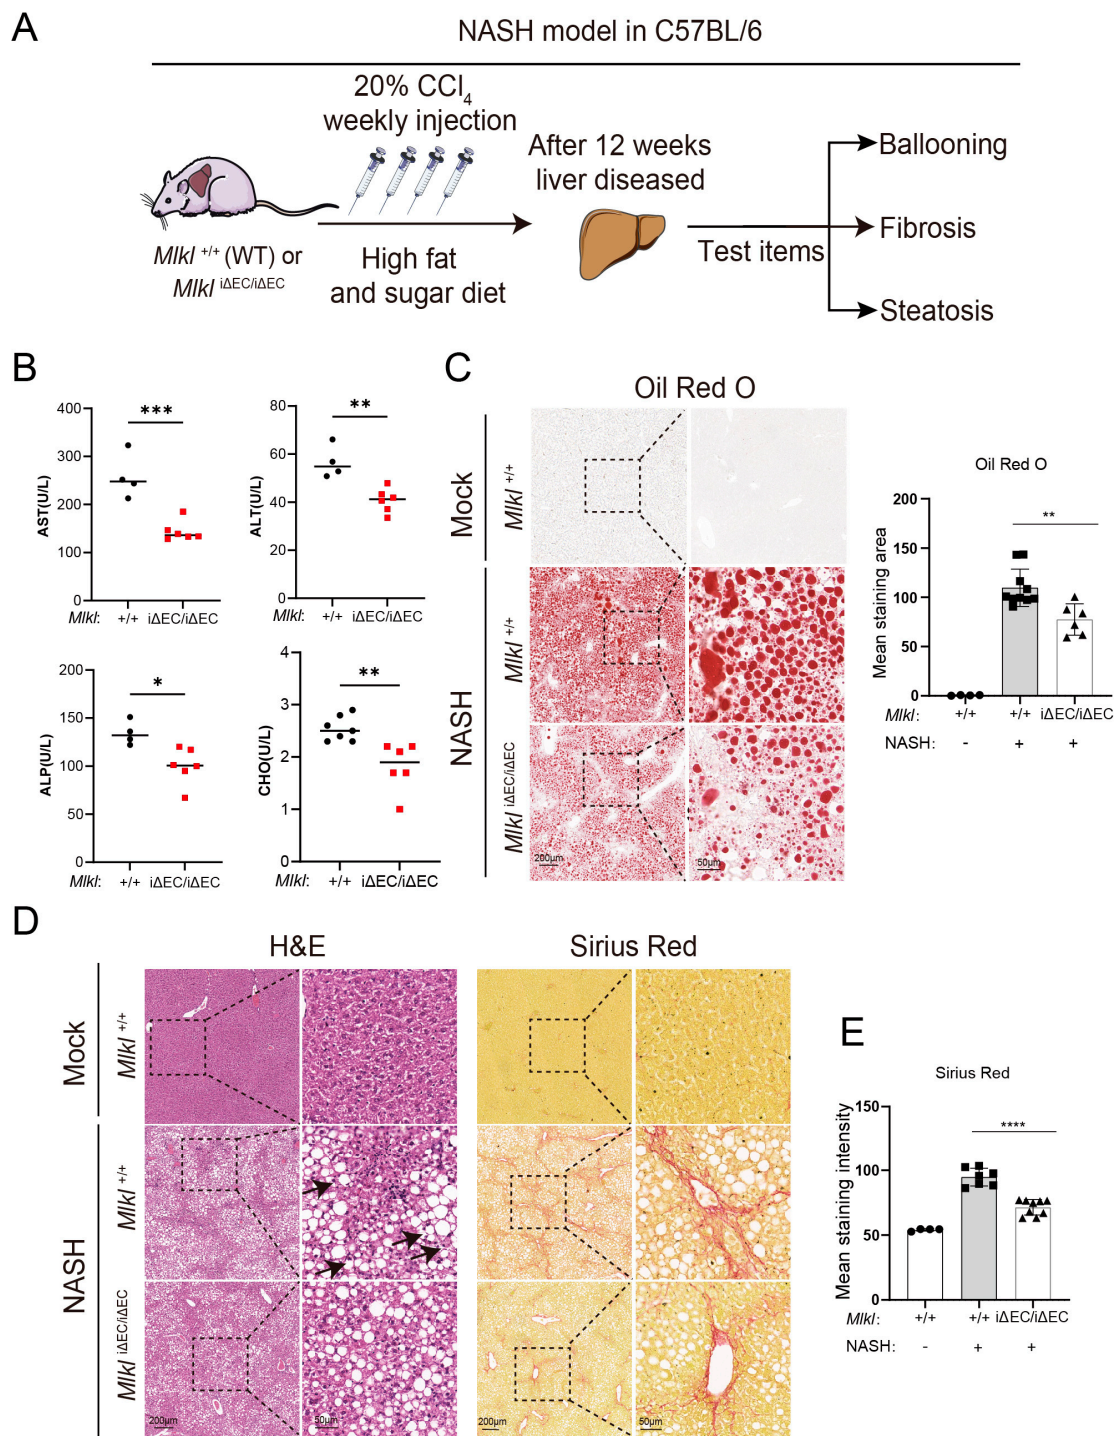 A
NASH model in C57BL/6
20% CCl4
weekly injection
After 12 weeks
liver diseased
Ballooning
Fibrosis
Steatosis
Test items
Mlkl +/+ (WT) or
Mlkl iΔEC/iΔEC
High fat
and sugar diet
B
AST(U/L)
400
300
200
100
0
***
Mlkl: +/+ iΔEC/iΔEC
ALT(U/L)
80
60
40
20
0
**
Mlkl: +/+ iΔEC/iΔEC
ALP(U/L)
200
150
100
50
0
*
Mlkl: +/+ iΔEC/iΔEC
CHO(U/L)
4
3
2
1
0
**
Mlkl: +/+ iΔEC/iΔEC
C
Oil Red O
Mock
Mlkl +/+
NASH
Mlkl +/+
Mlkl iΔEC/iΔEC
200μm
50μm
Oil Red O
Mean staining area
200
150
100
50
0
**
Mlkl: +/+ +/+ iΔEC/iΔEC
NASH: - + +
D
H&E
Sirius Red
Mock
Mlkl +/+
NASH
Mlkl +/+
Mlkl iΔEC/iΔEC
200μm
50μm
200μm
50μm
E
Sirius Red
Mean staining intensity
150
100
50
0
****
Mlkl: +/+ +/+ iΔEC/iΔEC
NASH: - + +